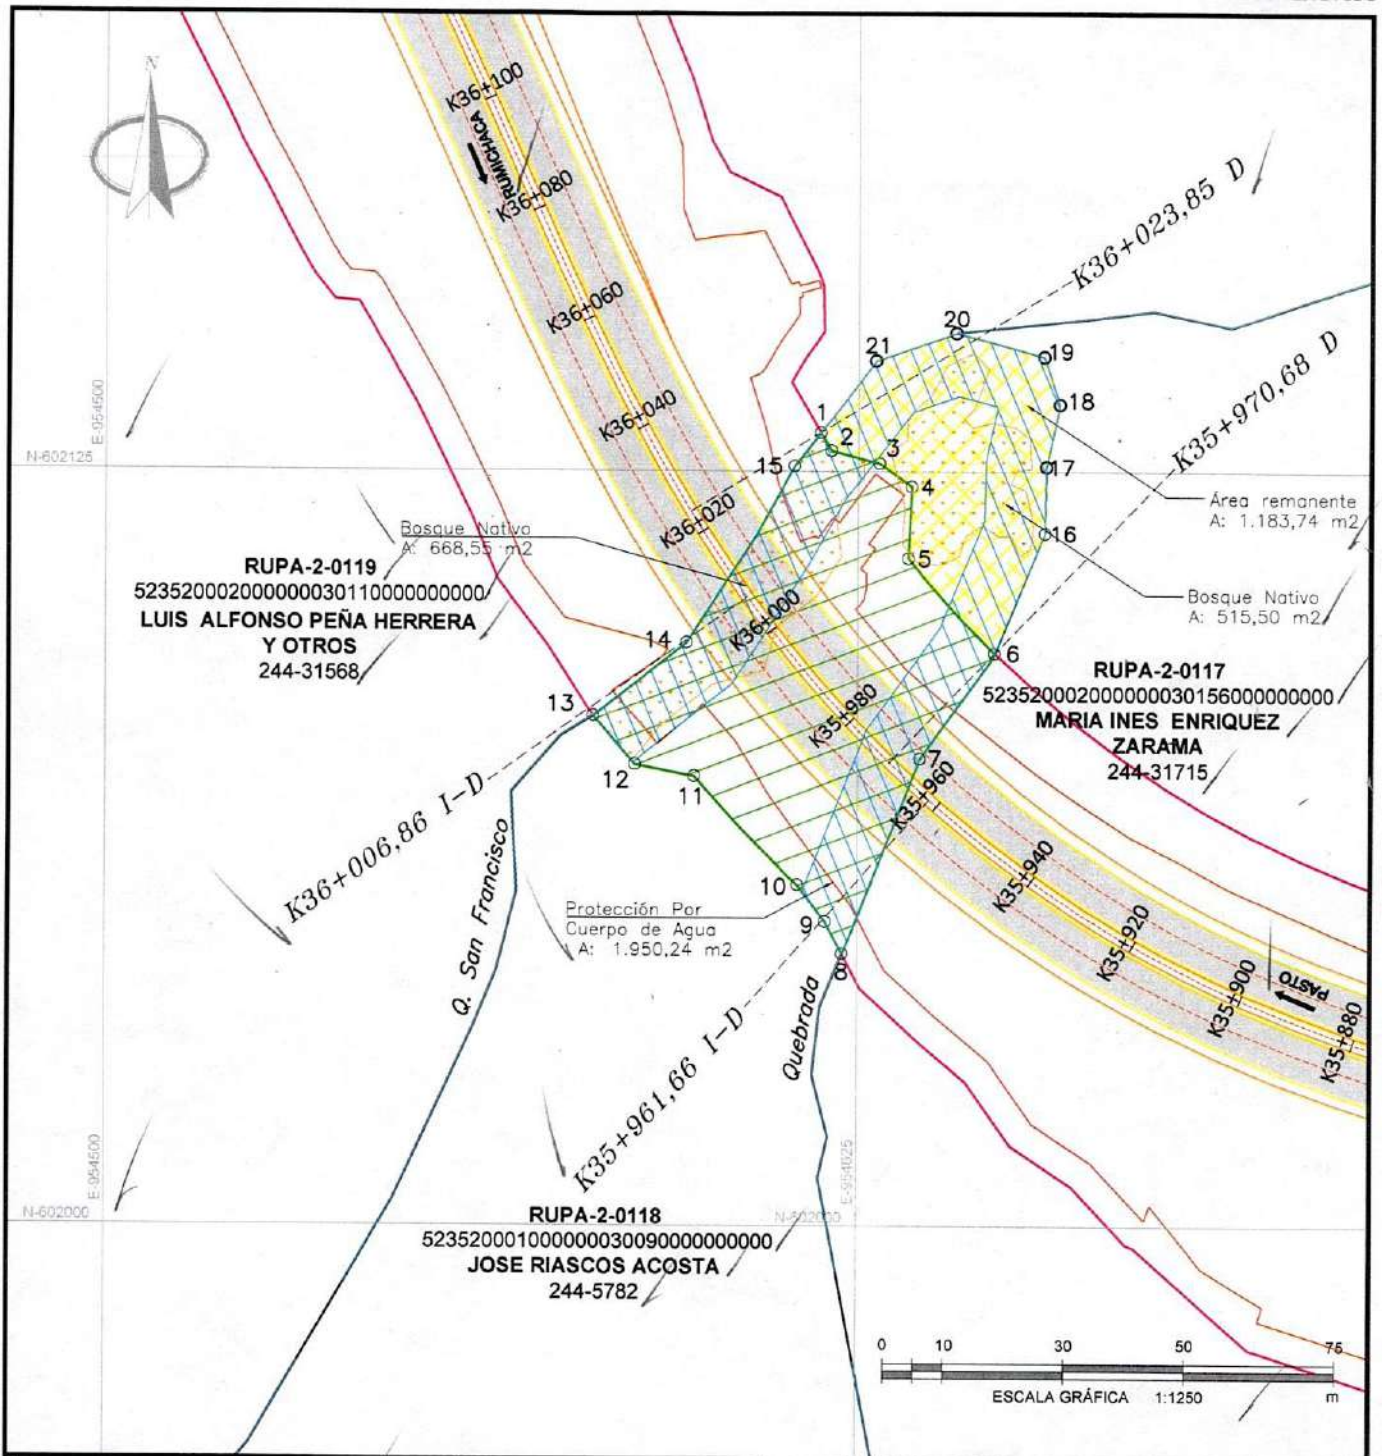 N
K36+100
RUMICHACA
K36+080
K36+060
K36+040
K36+020
K36+000
K35+980
K35+960
K35+940
K35+920
K35+900
K35+880
PASTO
K36+023,85 D
K35+970,68 D
K36+006,86 I-D
K35+961,66 I-D
E-954500
N-602125
20
21
19
18
1
2
3
15
4
17
16
5
14
6
13
7
12
11
10
9
8
Área remanente
A: 1.183,74 m2
Bosque Nativo
A: 668,55 m2
Bosque Nativo
A: 515,50 m2
RUPA-2-0119
523520002000000030110000000000
LUIS ALFONSO PEÑA HERRERA
Y OTROS
244-31568
RUPA-2-0117
523520002000000030156000000000
MARIA INES ENRIQUEZ
ZARAMA
244-31715
Q. San Francisco
Protección Por
Cuerpo de Agua
A: 1.950,24 m2
Quebrada
E-954500
E-954625
N-602000
N-602000
RUPA-2-0118
523520001000000030090000000000
JOSE RIASCOS ACOSTA
244-5782
0 10 30 50 75
ESCALA GRÁFICA 1:1250 m